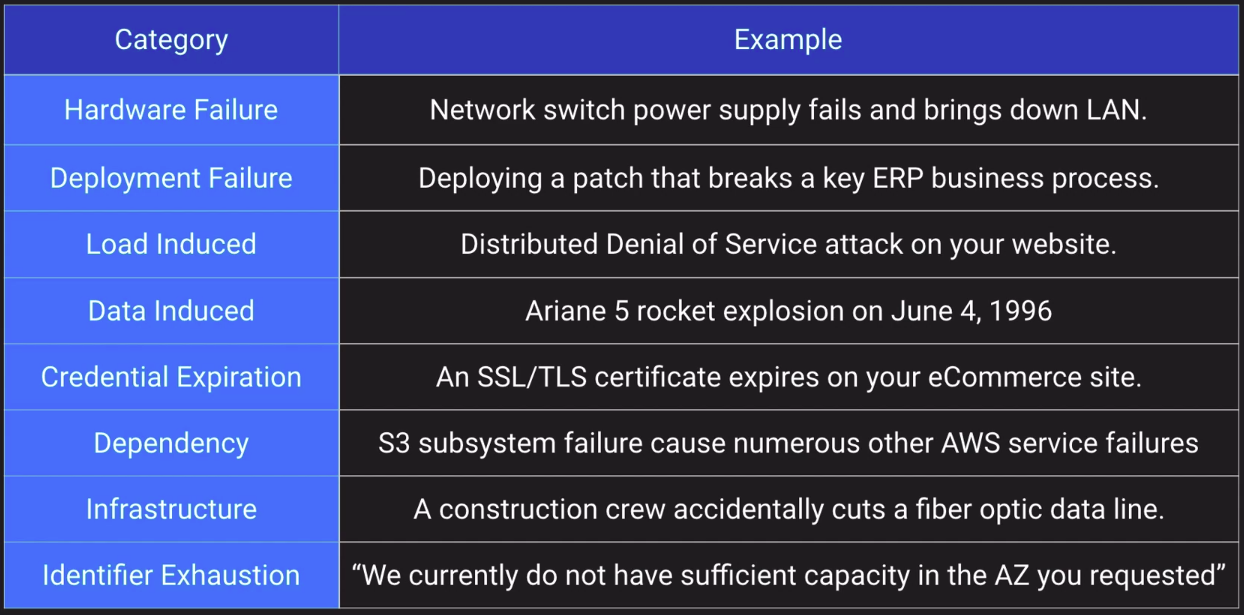 Category Example
Hardware Failure Network switch power supply fails and brings down LAN.
Deployment Failure Deploying a patch that breaks a key ERP business process.
Load Induced Distributed Denial of Service attack on your website.
Data Induced Ariane 5 rocket explosion on June 4, 1996
Credential Expiration An SSL/TLS certificate expires on your eCommerce site.
Dependency S3 subsystem failure cause numerous other AWS service failures
Infrastructure A construction crew accidentally cuts a fiber optic data line.
Identifier Exhaustion “We currently do not have sufficient capacity in the AZ you requested”